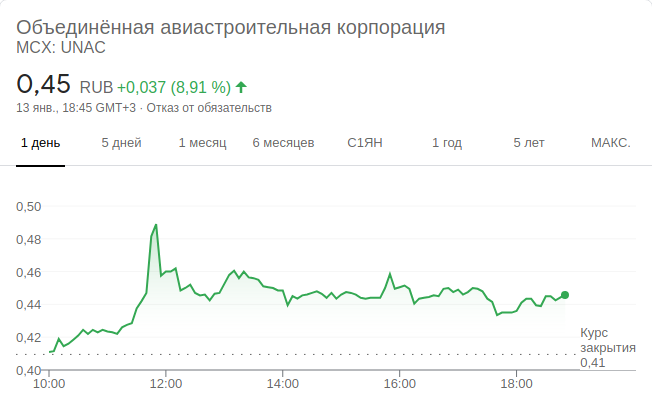 Объединённая авиастроительная корпорация
MCX: UNAC
0,45 RUB +0,037 (8,91 %)
13 янв., 18:45 GMT+3 · Отказ от обязательств
1 день 5 дней 1 месяц 6 месяцев С1ЯН 1 год 5 лет МАКС.
0,50
0,48
0,46
0,44
0,42
Курс
закрытия
0,41
0,40
10:00 12:00 14:00 16:00 18:00